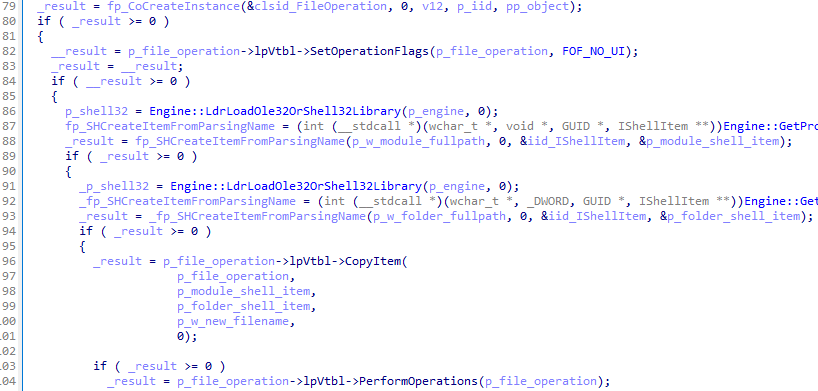 79 _result = fp_CoCreateInstance(&clsid_FileOperation, 0, v12, p_iid, pp_object);
80 if ( _result >= 0 )
81 {
82 __result = p_file_operation->lpVtbl->SetOperationFlags(p_file_operation, FOF_NO_UI);
83 _result = __result;
84 if ( __result >= 0 )
85 {
86 p_shell32 = Engine::LdrLoadOle32OrShell32Library(p_engine, 0);
87 fp_SHCreateItemFromParsingName = (int (__stdcall *)(wchar_t *, void *, GUID *, IShellItem **))Engine::GetPro
88 _result = fp_SHCreateItemFromParsingName(p_w_module_fullpath, 0, &iid_IShellItem, &p_module_shell_item);
89 if ( _result >= 0 )
90 {
91 _p_shell32 = Engine::LdrLoadOle32OrShell32Library(p_engine, 0);
92 _fp_SHCreateItemFromParsingName = (int (__stdcall *)(wchar_t *, _DWORD, GUID *, IShellItem **))Engine::Get
93 _result = _fp_SHCreateItemFromParsingName(p_w_folder_fullpath, 0, &iid_IShellItem, &p_folder_shell_item);
94 if ( _result >= 0 )
95 {
96 _result = p_file_operation->lpVtbl->CopyItem(
97 p_file_operation,
98 p_module_shell_item,
99 p_folder_shell_item,
100 p_w_new_filename,
101 0);
102
103 if ( _result >= 0 )
104 _result = p_file_operation->lpVtbl->PerformOperations(p_file_operation);